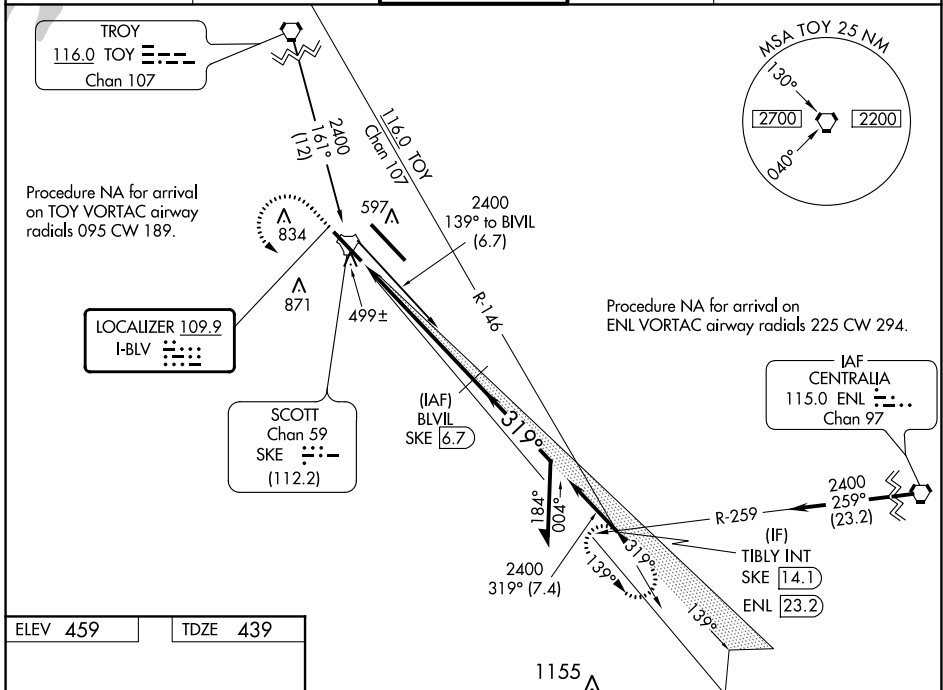 TROY
116.0 TOY
Chan 107
MSA TOY 25 NM
130°
2700
2200
040°
2400
161°
(12)
116.0 TOY
Chan 107
Procedure NA for arrival
on TOY VORTAC airway
radials 095 CW 189.
834
597
2400
139° to BIVIL
(6.7)
871
499±
R-146
LOCALIZER 109.9
I-BLV
Procedure NA for arrival on
ENL VORTAC airway radials 225 CW 294.
SCOTT
Chan 59
SKE
(112.2)
(IAF)
BLVIL
SKE 6.7
319°
IAF
CENTRALIA
115.0 ENL
Chan 97
184°
004°
2400
259°
(23.2)
R-259
2400
319° (7.4)
319°
139°
139°
(IF)
TIBLY INT
SKE 14.1
ENL 23.2
ELEV 459
TDZE 439
1155